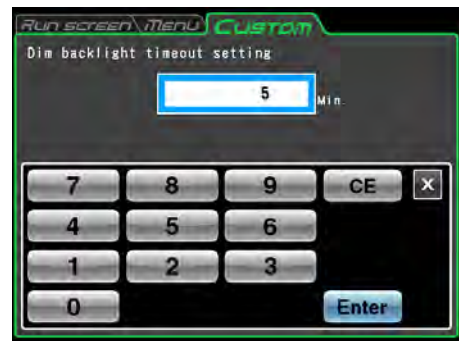 Run screen\Menu\Custom\
Dim backlight timeout setting
5 Min
7 8 9 CE X
4 5 6
1 2 3
0 Enter